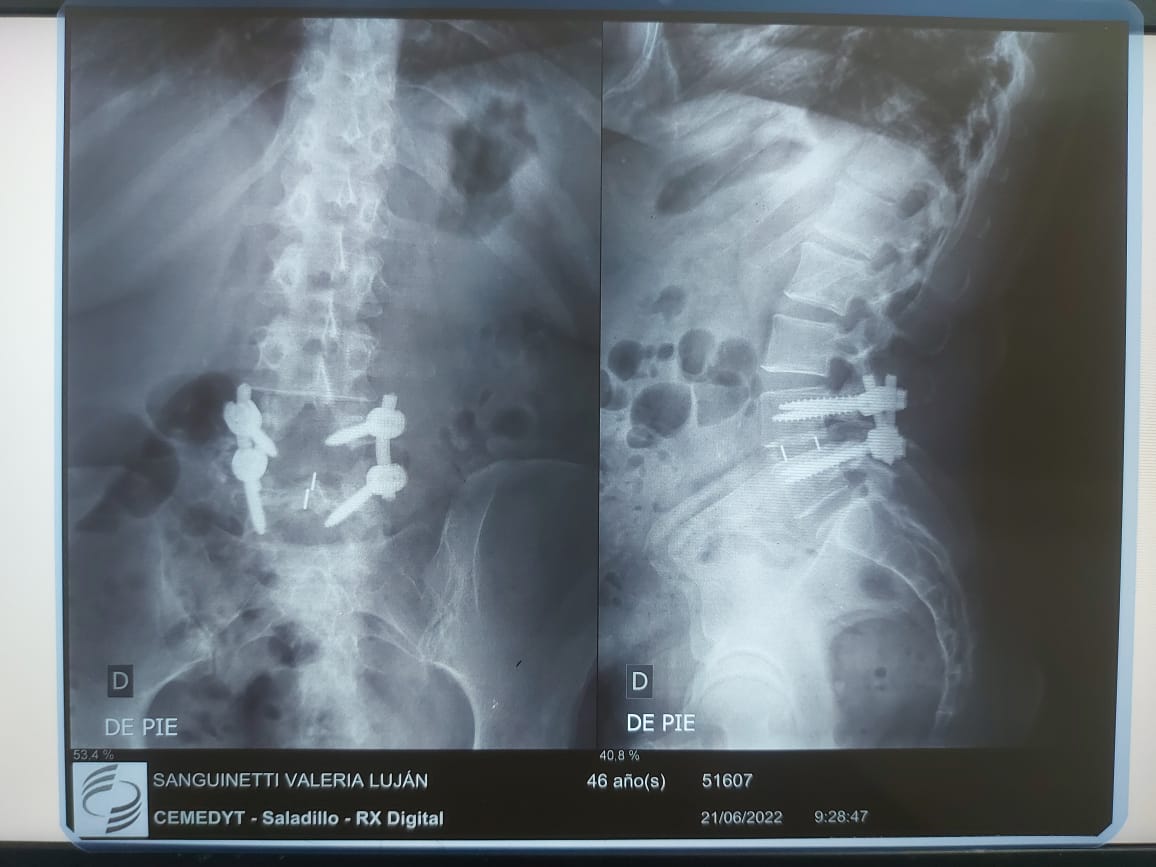 D
DE PIE
D
DE PIE
53.4 %
40,8 %
SANGUINETTI VALERIA LUJÁN
46 año(s)
51607
CEMEDYT - Saladillo - RX Digital
21/06/2022
9:28:47